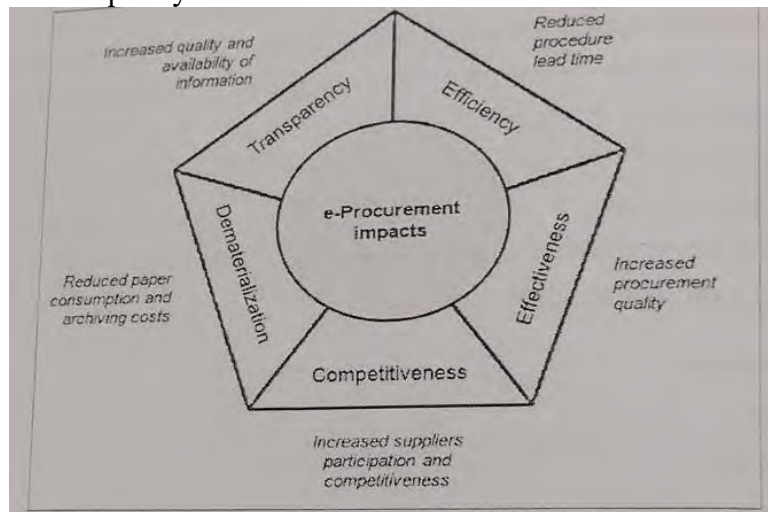 Increased quality and
availability of
information
Reduced
procedure
lead time
Transparency
Efficiency
e-Procurement
impacts
Dematerialization
Effectiveness
Reduced paper
consumption and
archiving costs
Increased
procurement
quality
Competitiveness
Increased suppliers
participation and
competitiveness